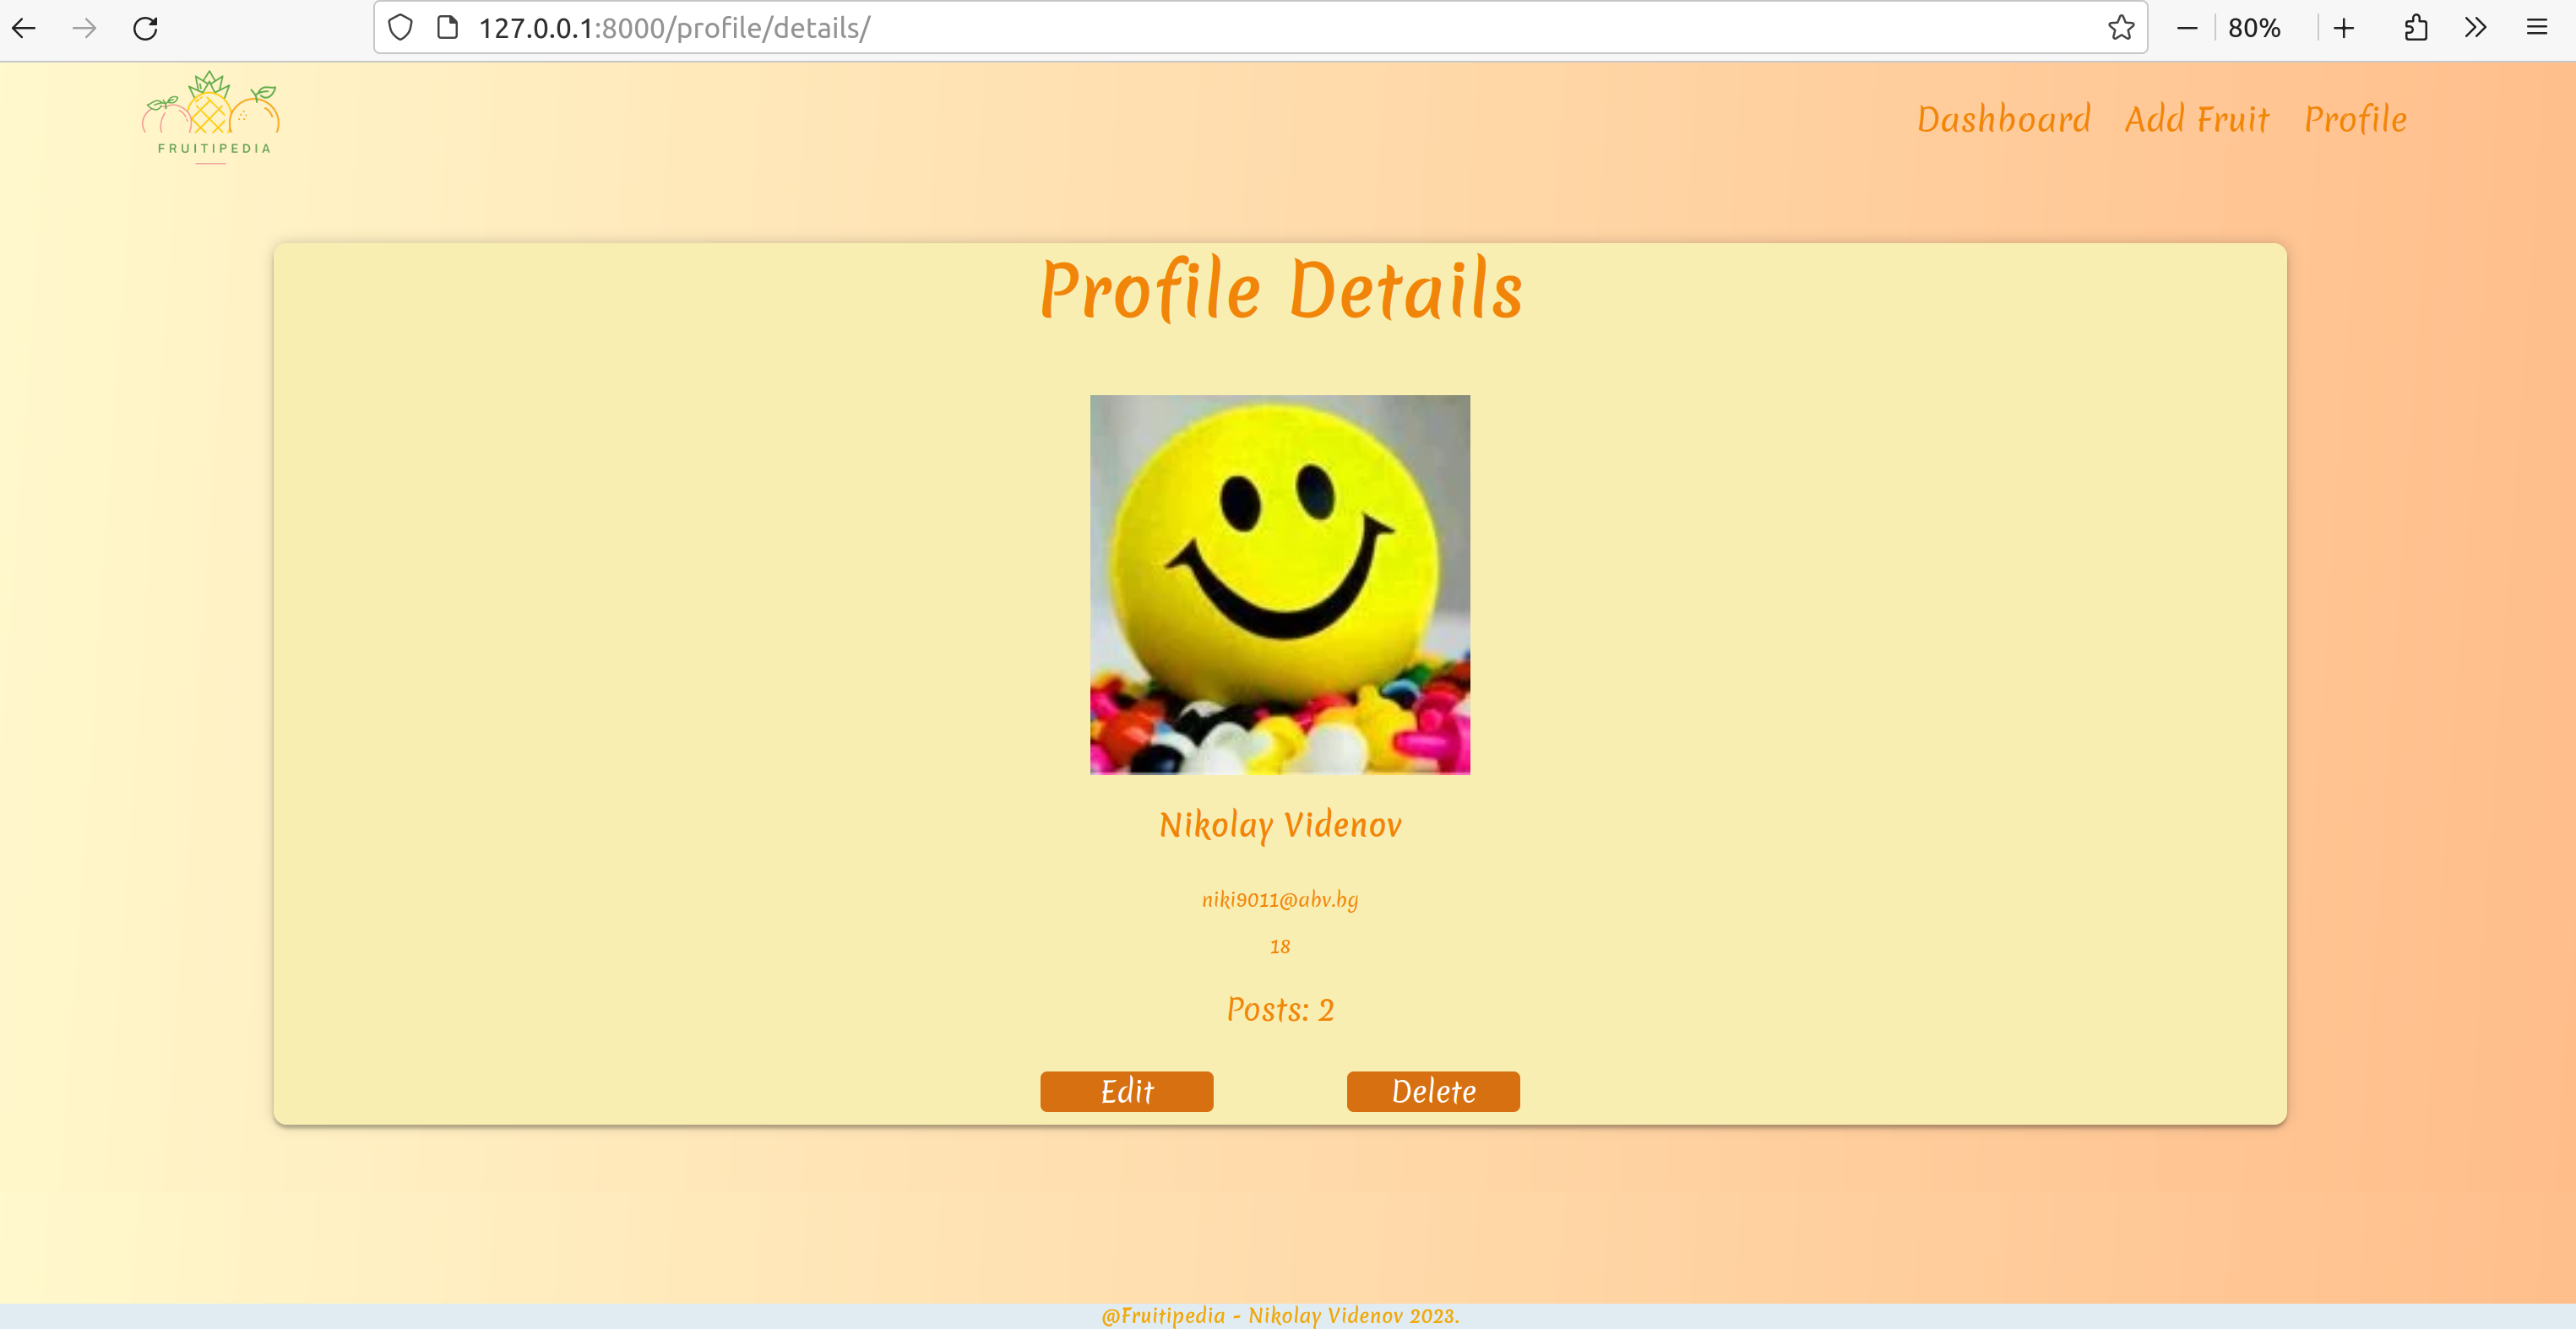 127.0.0.1:8000/profile/details/
80%
FRUITIPEDIA
Dashboard Add Fruit Profile
Profile Details
Nikolay Videnov
niki9011@abv.bg
18
Posts: 2
Edit Delete
@Fruitipedia - Nikolay Videnov 2023.